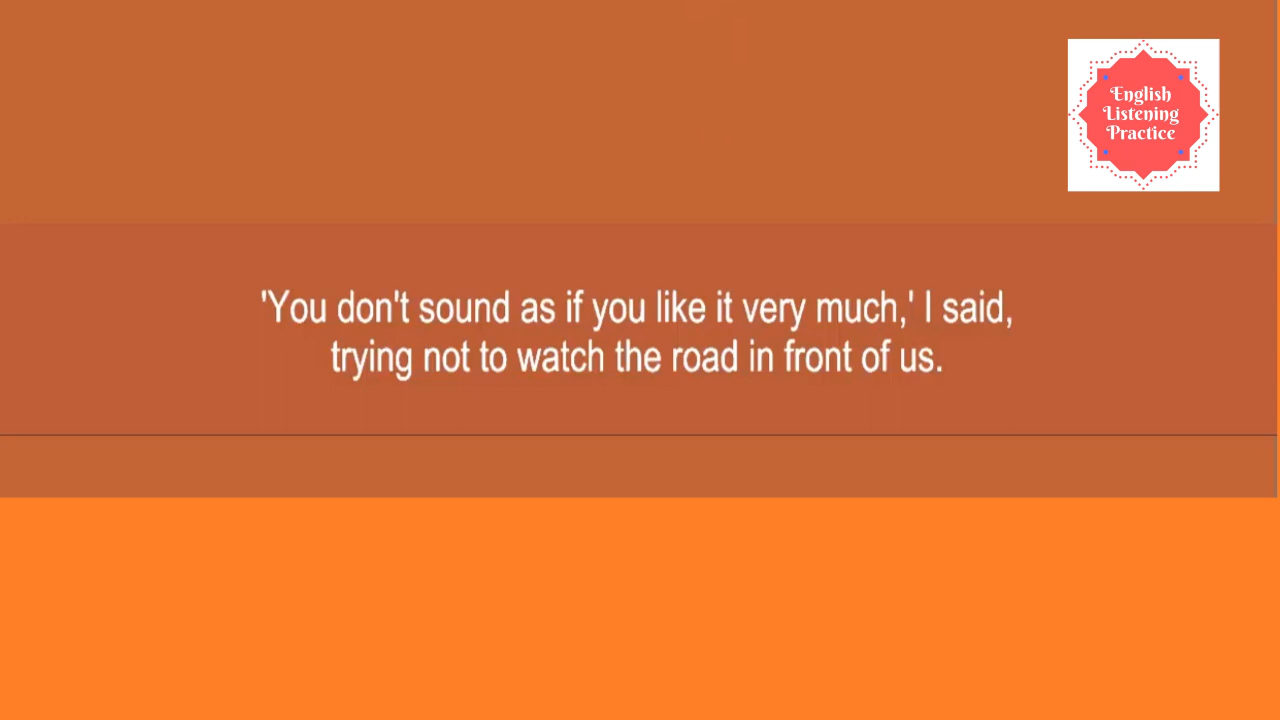 English
Listening
Practice
'You don't sound as if you like it very much,' I said,
trying not to watch the road in front of us.